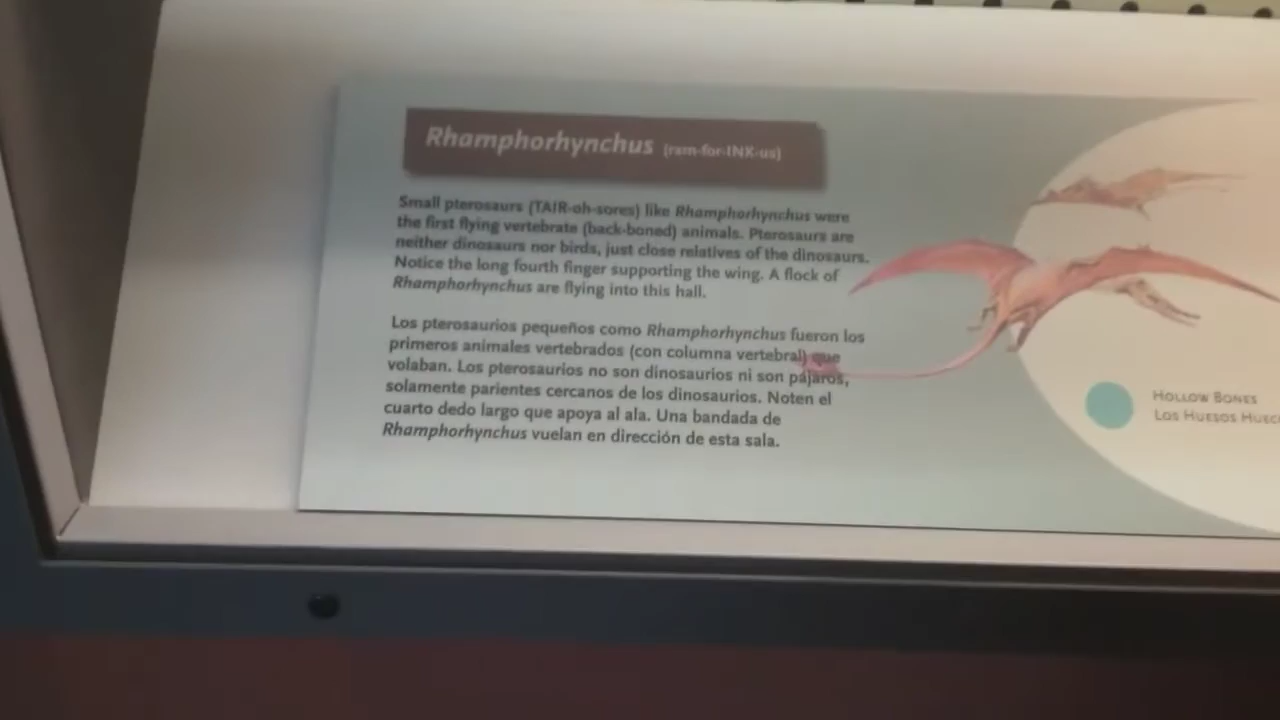 Rhamphorhynchus (ram-for-INK-us)
Small pterosaurs (TAIR-oh-sores) like Rhamphorhynchus were
the first flying vertebrate (back-boned) animals. Pterosaurs are
neither dinosaurs nor birds, just close relatives of the dinosaurs.
Notice the long fourth finger supporting the wing. A flock of
Rhamphorhynchus are flying into this hall.
Los pterosaurios pequeños como Rhamphorhynchus fueron los
primeros animales vertebrados (con columna vertebral) que
volaban. Los pterosaurios no son dinosaurios ni son pájaros,
solamente parientes cercanos de los dinosaurios. Noten el
cuarto dedo largo que apoya al ala. Una bandada de
Rhamphorhynchus vuelan en dirección de esta sala.
Hollow Bones
Los Huesos